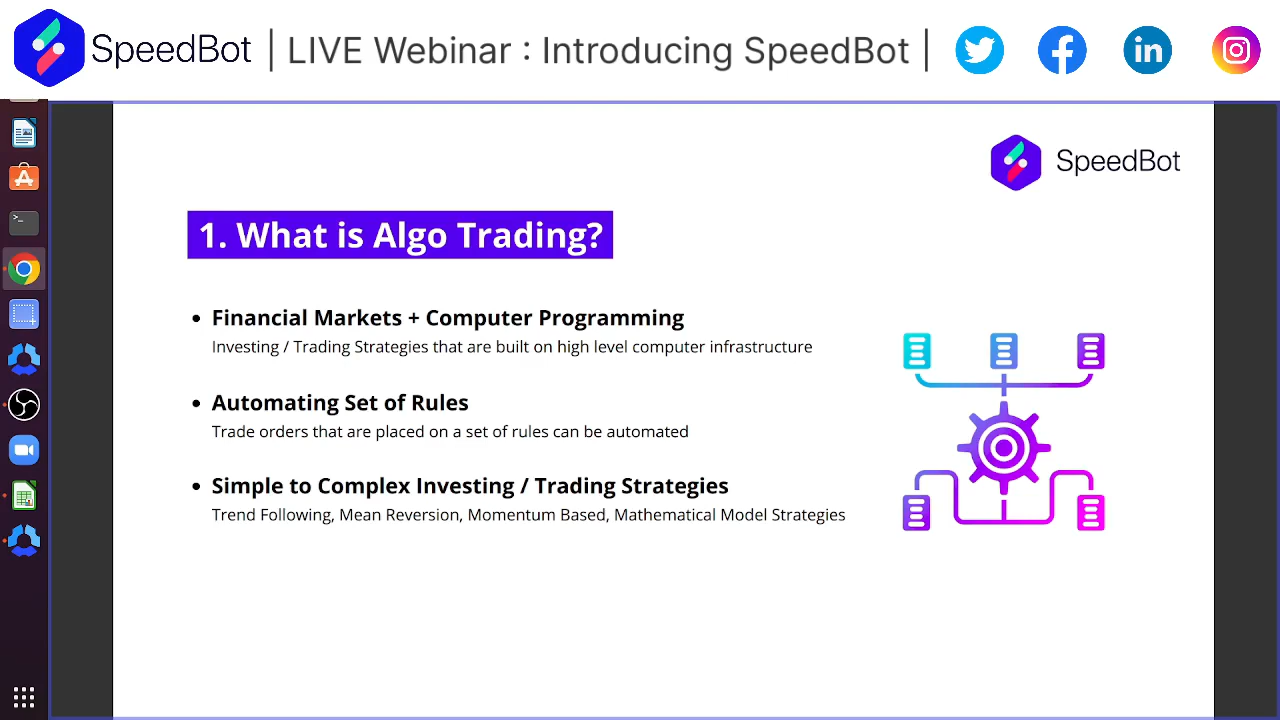 SpeedBot | LIVE Webinar : Introducing SpeedBot |
SpeedBot
1. What is Algo Trading?
• Financial Markets + Computer Programming
Investing / Trading Strategies that are built on high level computer infrastructure
• Automating Set of Rules
Trade orders that are placed on a set of rules can be automated
• Simple to Complex Investing / Trading Strategies
Trend Following, Mean Reversion, Momentum Based, Mathematical Model Strategies